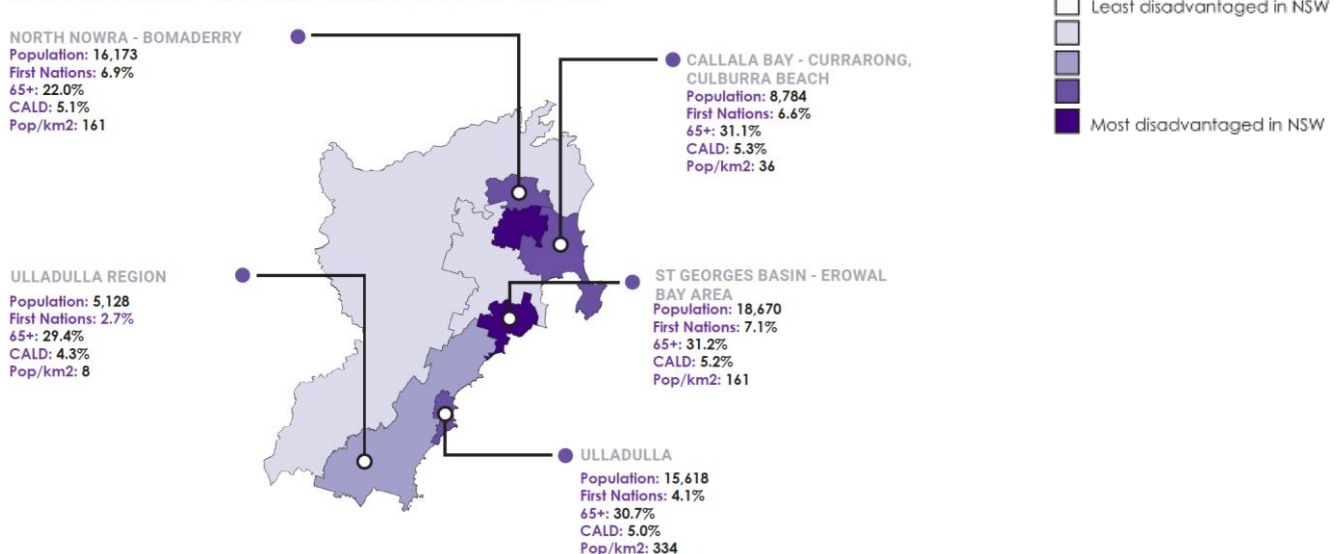 Least disadvantaged in NSW
Most disadvantaged in NSW
NORTH NOWRA - BOMADERRY
Population: 16,173
First Nations: 6.9%
65+: 22.0%
CALD: 5.1%
Pop/km2: 161
CALLALA BAY - CURRARONG,
CULBURRA BEACH
Population: 8,784
First Nations: 6.6%
65+: 31.1%
CALD: 5.3%
Pop/km2: 36
ULLADULLA REGION
Population: 5,128
First Nations: 2.7%
65+: 29.4%
CALD: 4.3%
Pop/km2: 8
ST GEORGES BASIN - EROWAL
BAY AREA
Population: 18,670
First Nations: 7.1%
65+: 31.2%
CALD: 5.2%
Pop/km2: 161
ULLADULLA
Population: 15,618
First Nations: 4.1%
65+: 30.7%
CALD: 5.0%
Pop/km2: 334